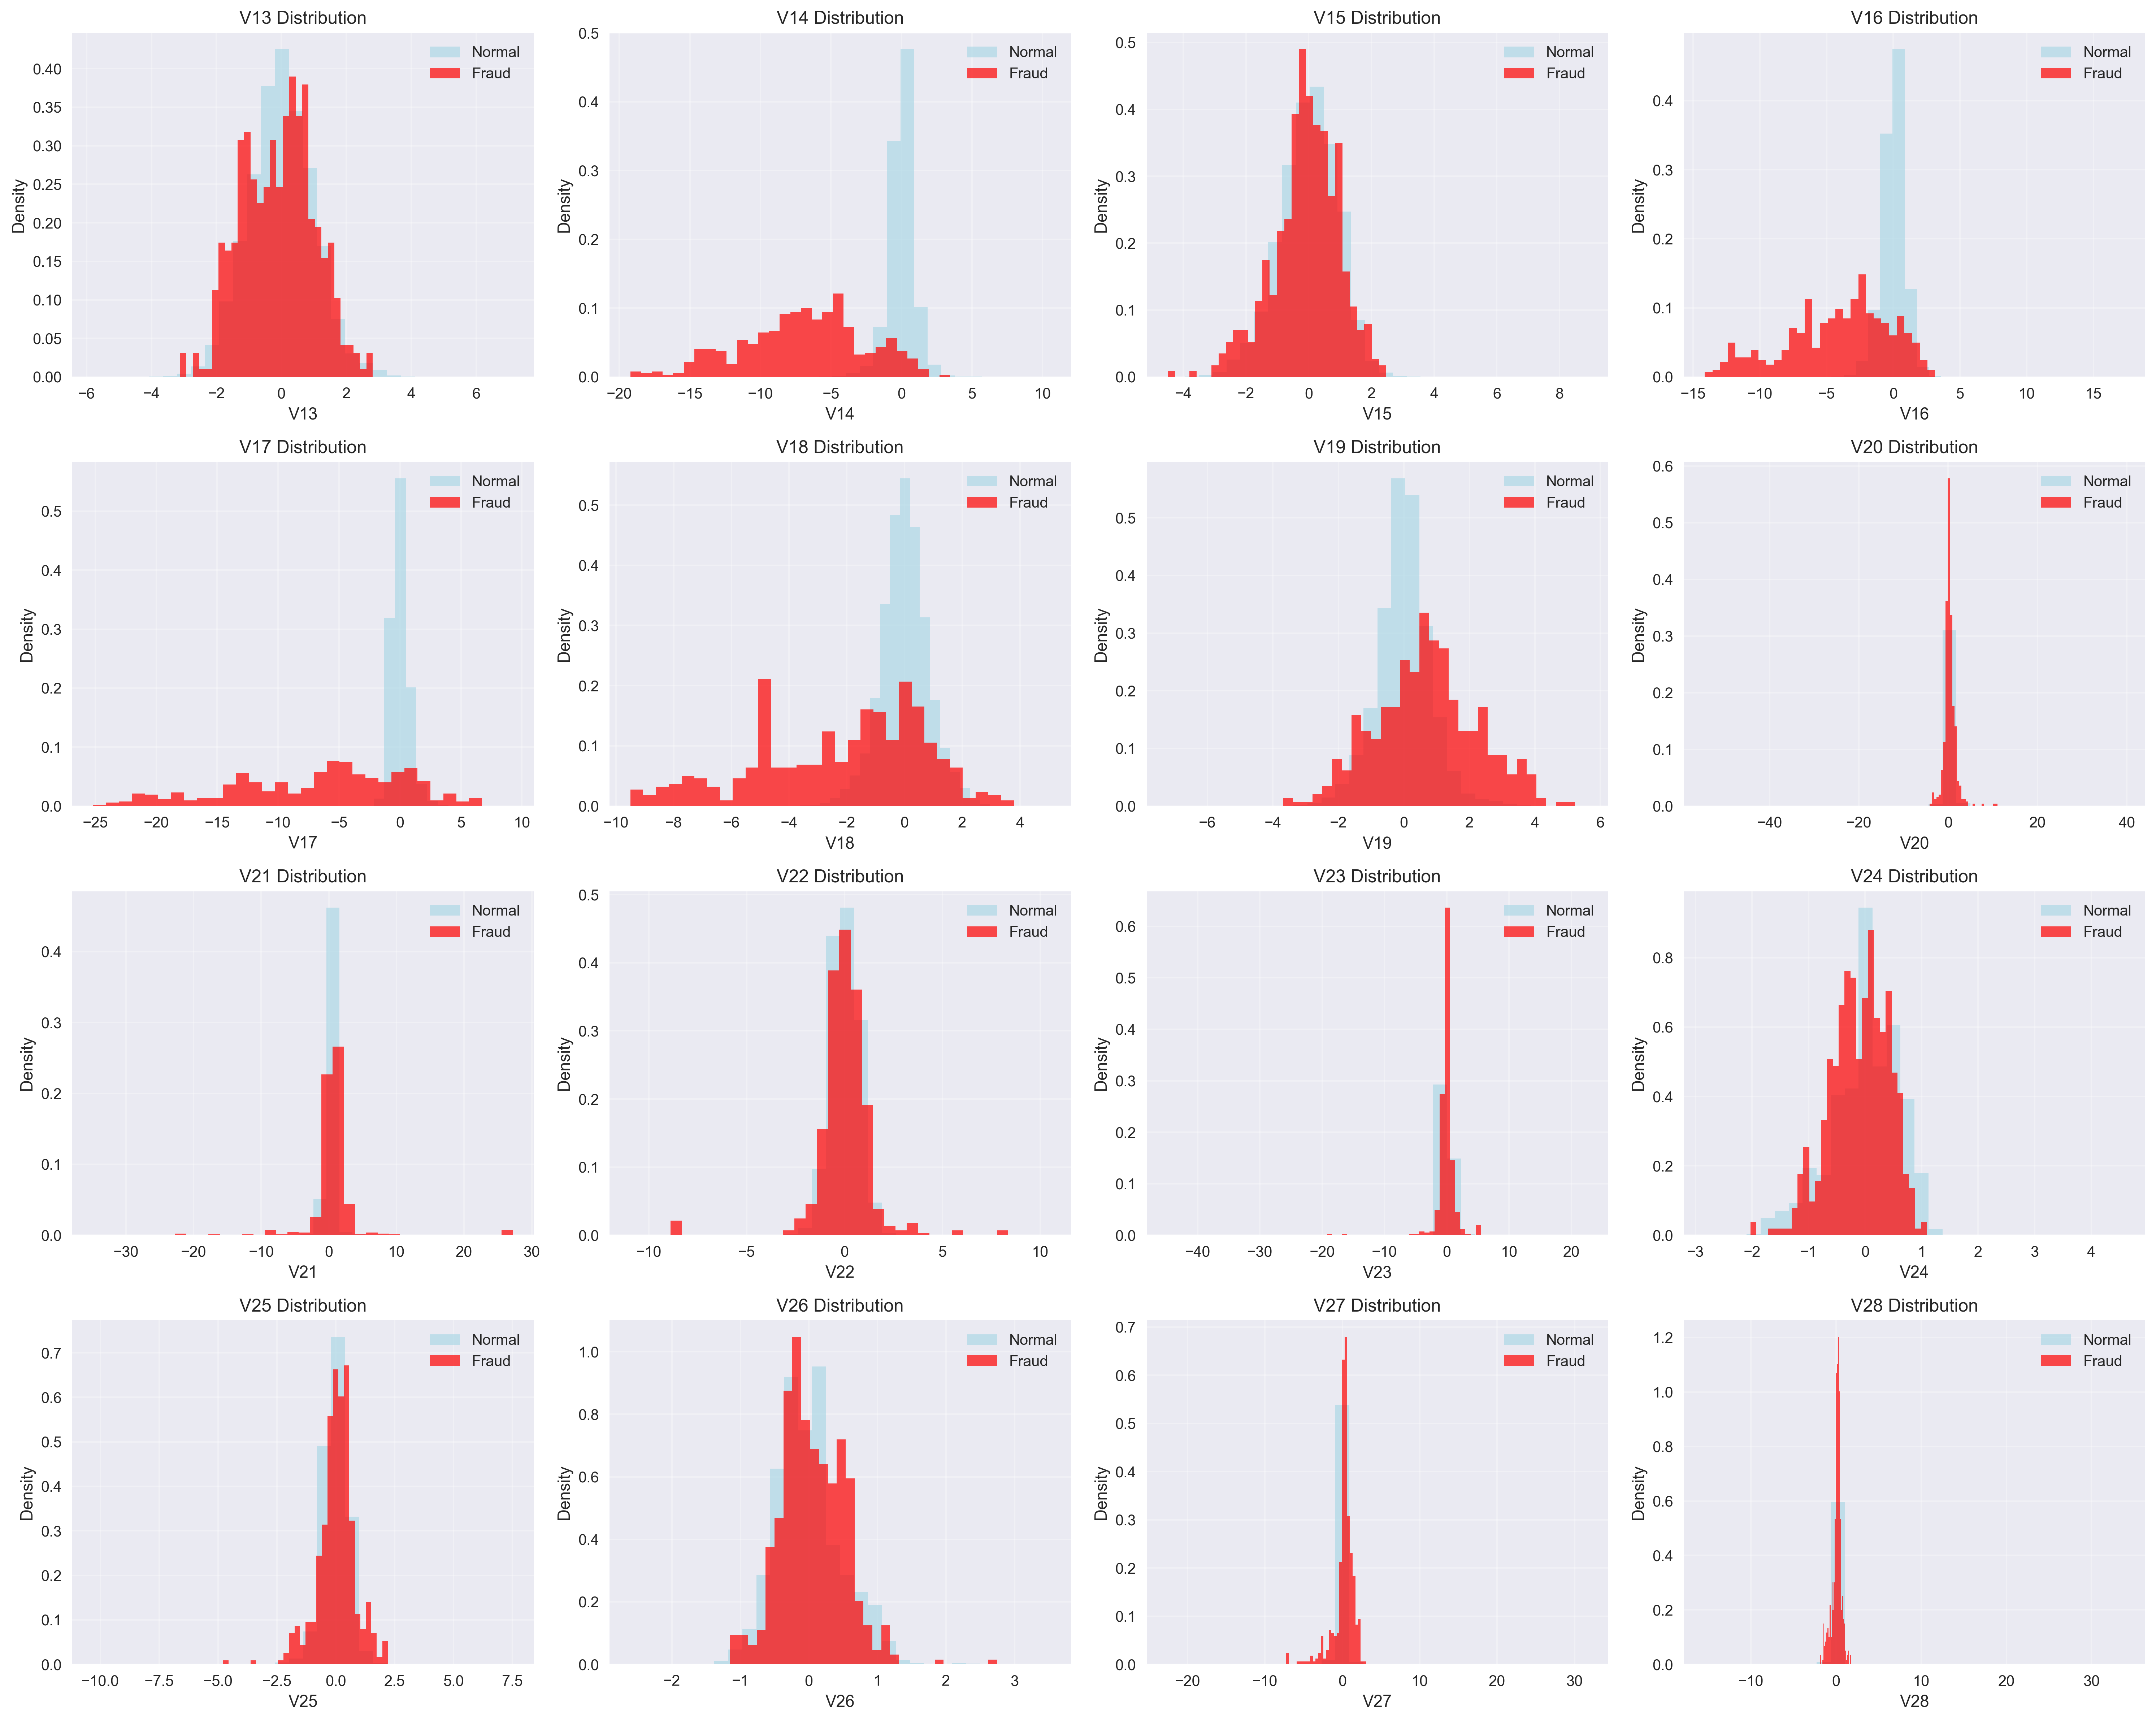 V13 Distribution
Normal
Fraud
Density
0.40
0.35
0.30
0.25
0.20
0.15
0.10
0.05
0.00
−6 −4 −2 0 2 4 6
V13
V14 Distribution
Normal
Fraud
Density
0.5
0.4
0.3
0.2
0.1
0.0
−20 −15 −10 −5 0 5 10
V14
V15 Distribution
Normal
Fraud
Density
0.5
0.4
0.3
0.2
0.1
0.0
−4 −2 0 2 4 6 8
V15
V16 Distribution
Normal
Fraud
Density
0.4
0.3
0.2
0.1
0.0
−15 −10 −5 0 5 10 15
V16
V17 Distribution
Normal
Fraud
Density
0.5
0.4
0.3
0.2
0.1
0.0
−25 −20 −15 −10 −5 0 5 10
V17
V18 Distribution
Normal
Fraud
Density
0.5
0.4
0.3
0.2
0.1
0.0
−10 −8 −6 −4 −2 0 2 4
V18
V19 Distribution
Normal
Fraud
Density
0.5
0.4
0.3
0.2
0.1
0.0
−6 −4 −2 0 2 4 6
V19
V20 Distribution
Normal
Fraud
Density
0.6
0.5
0.4
0.3
0.2
0.1
0.0
−40 −20 0 20 40
V20
V21 Distribution
Normal
Fraud
Density
0.4
0.3
0.2
0.1
0.0
−30 −20 −10 0 10 20 30
V21
V22 Distribution
Normal
Fraud
Density
0.5
0.4
0.3
0.2
0.1
0.0
−10 −5 0 5 10
V22
V23 Distribution
Normal
Fraud
Density
0.6
0.5
0.4
0.3
0.2
0.1
0.0
−40 −30 −20 −10 0 10 20
V23
V24 Distribution
Normal
Fraud
Density
0.8
0.6
0.4
0.2
0.0
−3 −2 −1 0 1 2 3 4
V24
V25 Distribution
Normal
Fraud
Density
0.7
0.6
0.5
0.4
0.3
0.2
0.1
0.0
−10.0 −7.5 −5.0 −2.5 0.0 2.5 5.0 7.5
V25
V26 Distribution
Normal
Fraud
Density
1.0
0.8
0.6
0.4
0.2
0.0
−2 −1 0 1 2 3
V26
V27 Distribution
Normal
Fraud
Density
0.7
0.6
0.5
0.4
0.3
0.2
0.1
0.0
−20 −10 0 10 20 30
V27
V28 Distribution
Normal
Fraud
Density
1.2
1.0
0.8
0.6
0.4
0.2
0.0
−10 0 10 20 30
V28